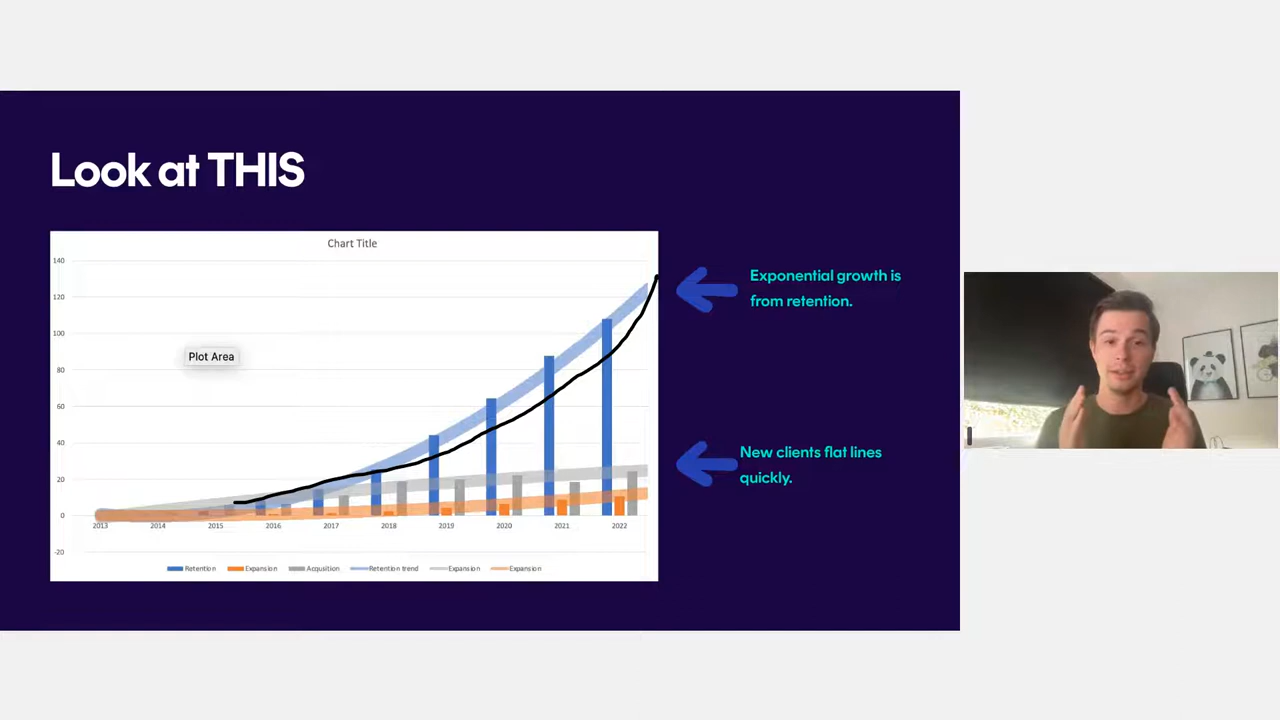 Look at THIS
Chart Title
140
120
100
80
60
40
20
0
-20
Plot Area
2013 2014 2015 2016 2017 2018 2019 2020 2021 2022
Retention Expansion Acqusition Retention trend Expansion Expansion
Exponential growth is
from retention.
New clients flat lines
quickly.